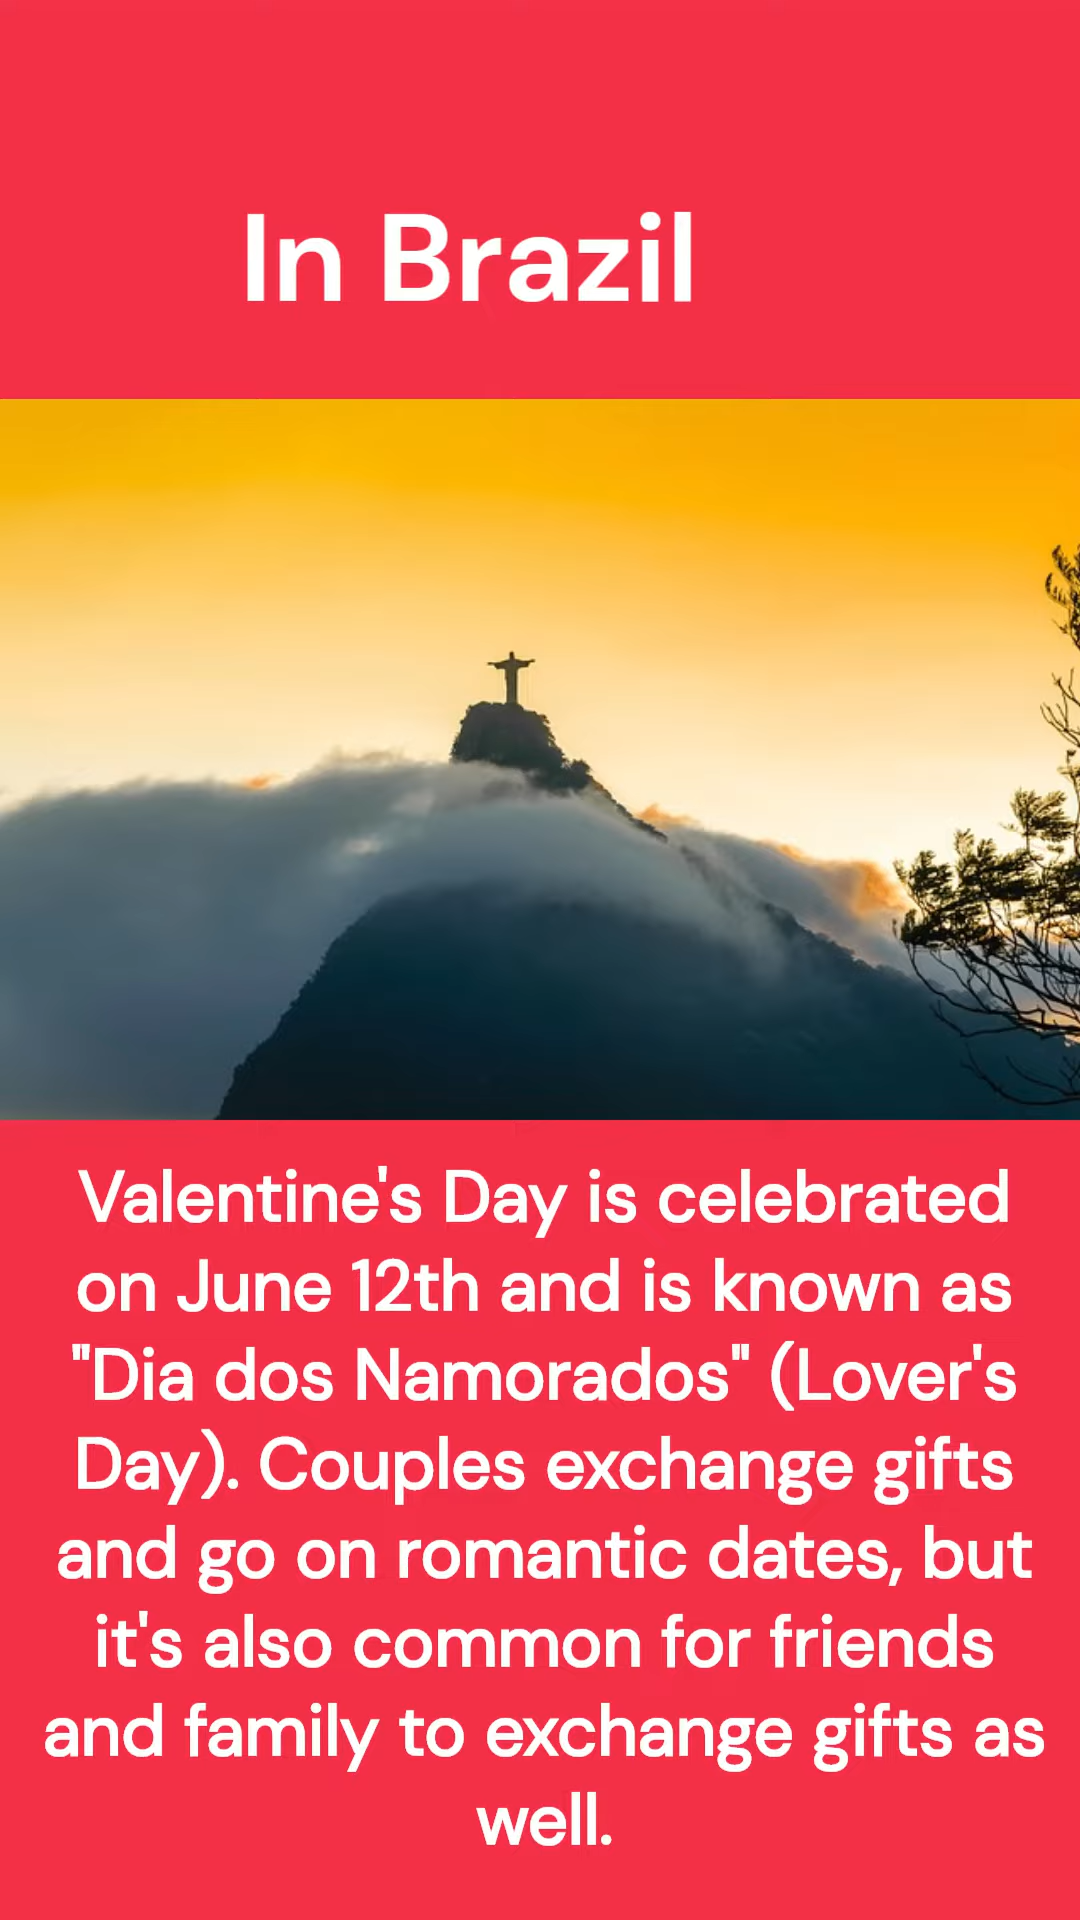 In Brazil
Valentine's Day is celebrated
on June 12th and is known as
"Dia dos Namorados" (Lover's
Day). Couples exchange gifts
and go on romantic dates, but
it's also common for friends
and family to exchange gifts as
well.